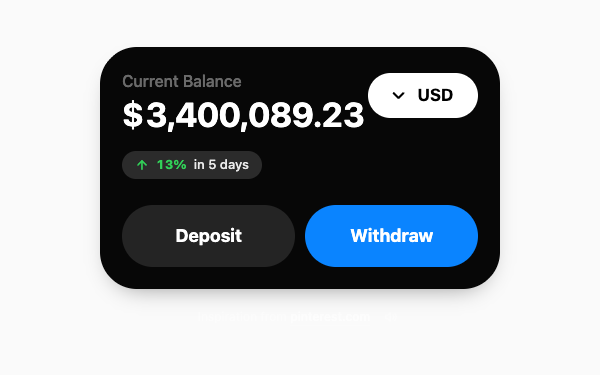 Current Balance
$3,400,089.23
USD
13% in 5 days
Deposit
Withdraw